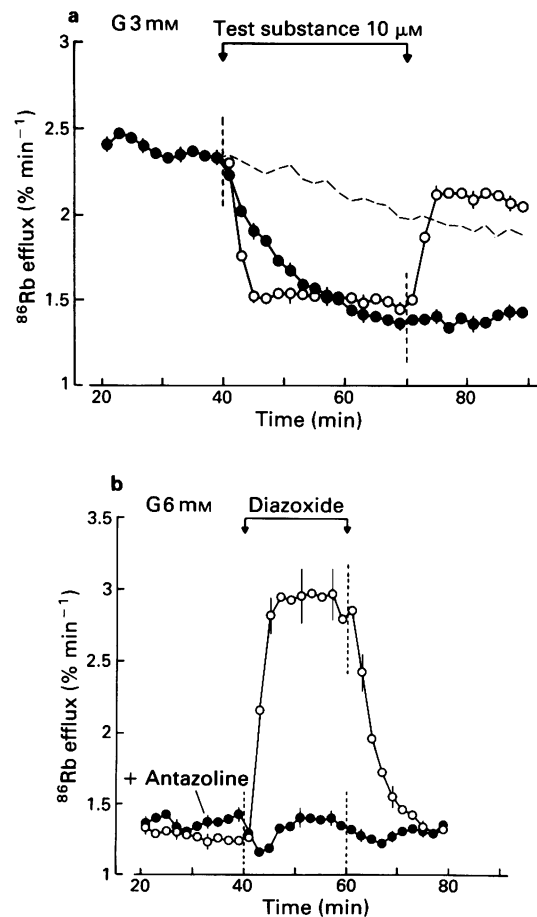 a
G 3 mM
Test substance 10 μM
3
2.5
2
1.5
1
⁸⁶Rb efflux (% min⁻¹)
20 40 60 80
Time (min)
b
G 6 mM
Diazoxide
3.5
3
2.5
2
1.5
1
⁸⁶Rb efflux (% min⁻¹)
+ Antazoline
20 40 60 80
Time (min)